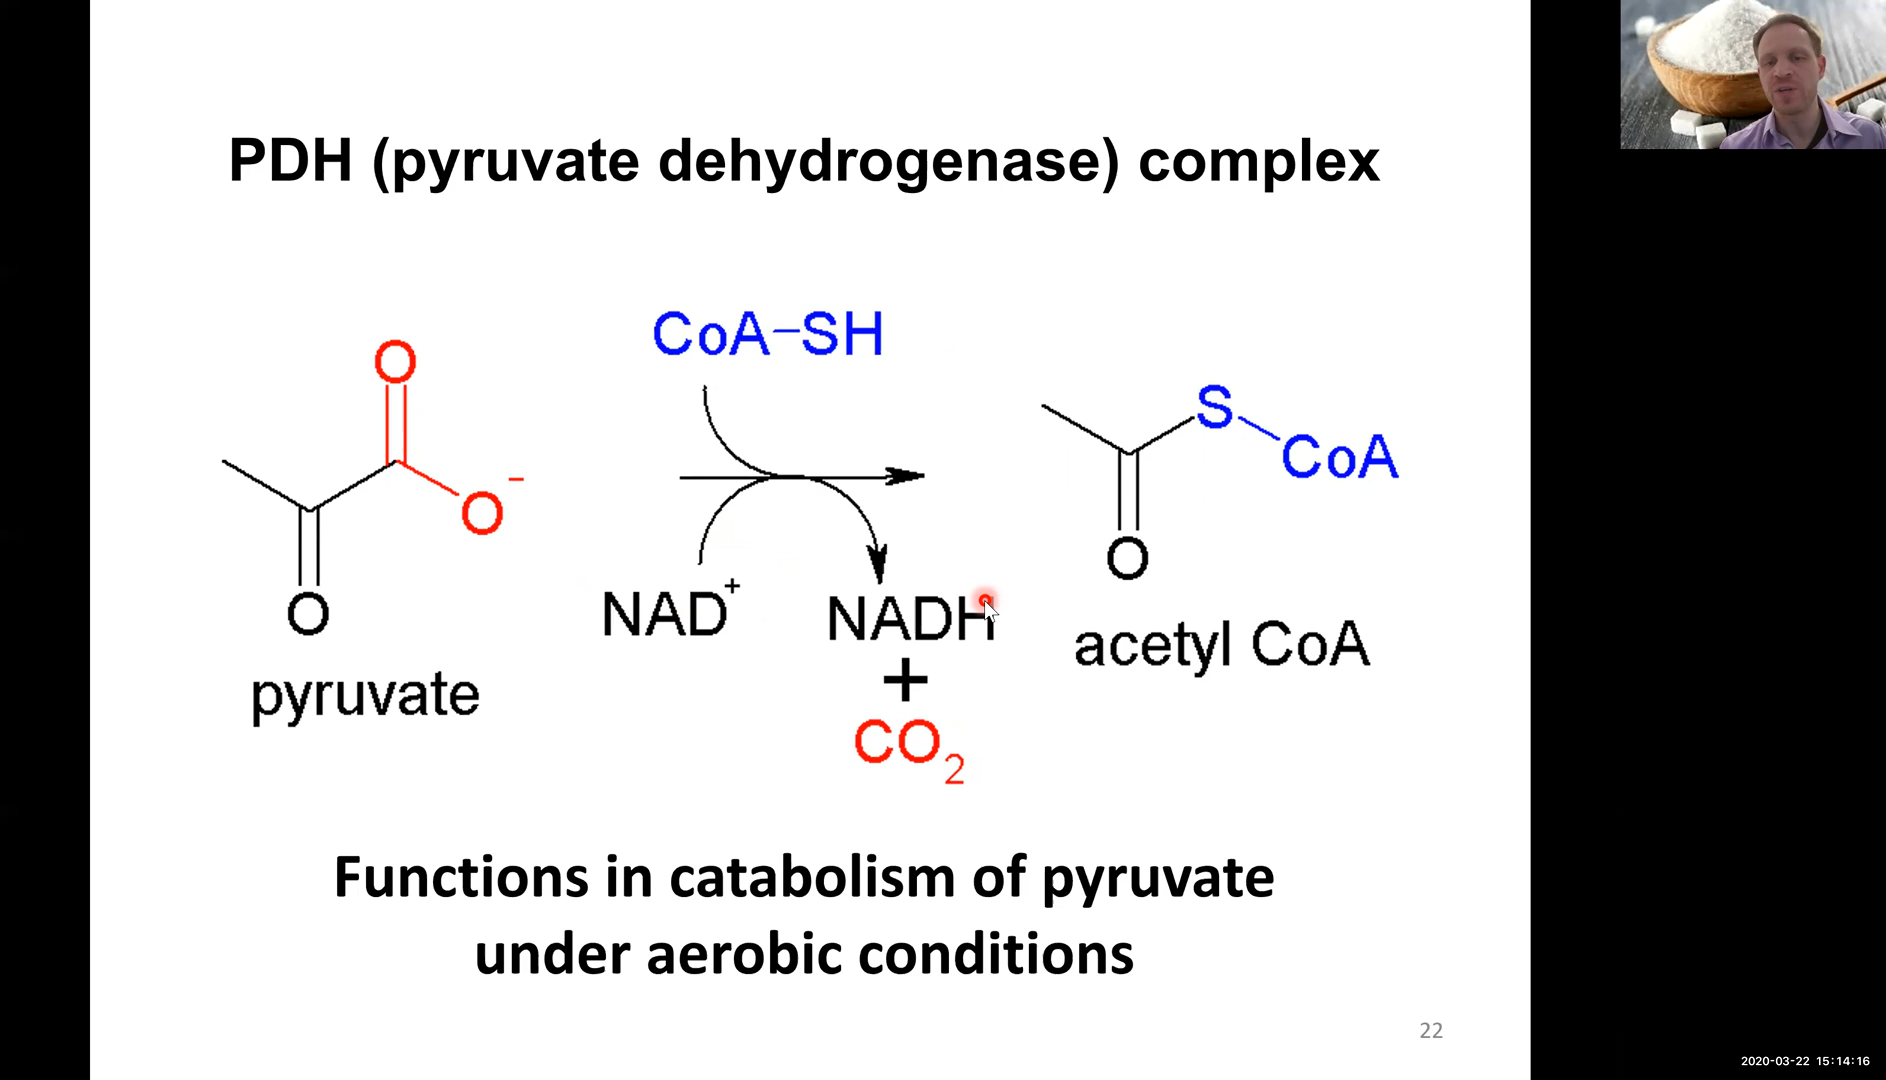 PDH (pyruvate dehydrogenase) complex
CoA–SH
O
O⁻
O
pyruvate
NAD⁺
NADH
+
CO₂
S
CoA
O
acetyl CoA
Functions in catabolism of pyruvate
under aerobic conditions
22
2020-03-22 15:14:16